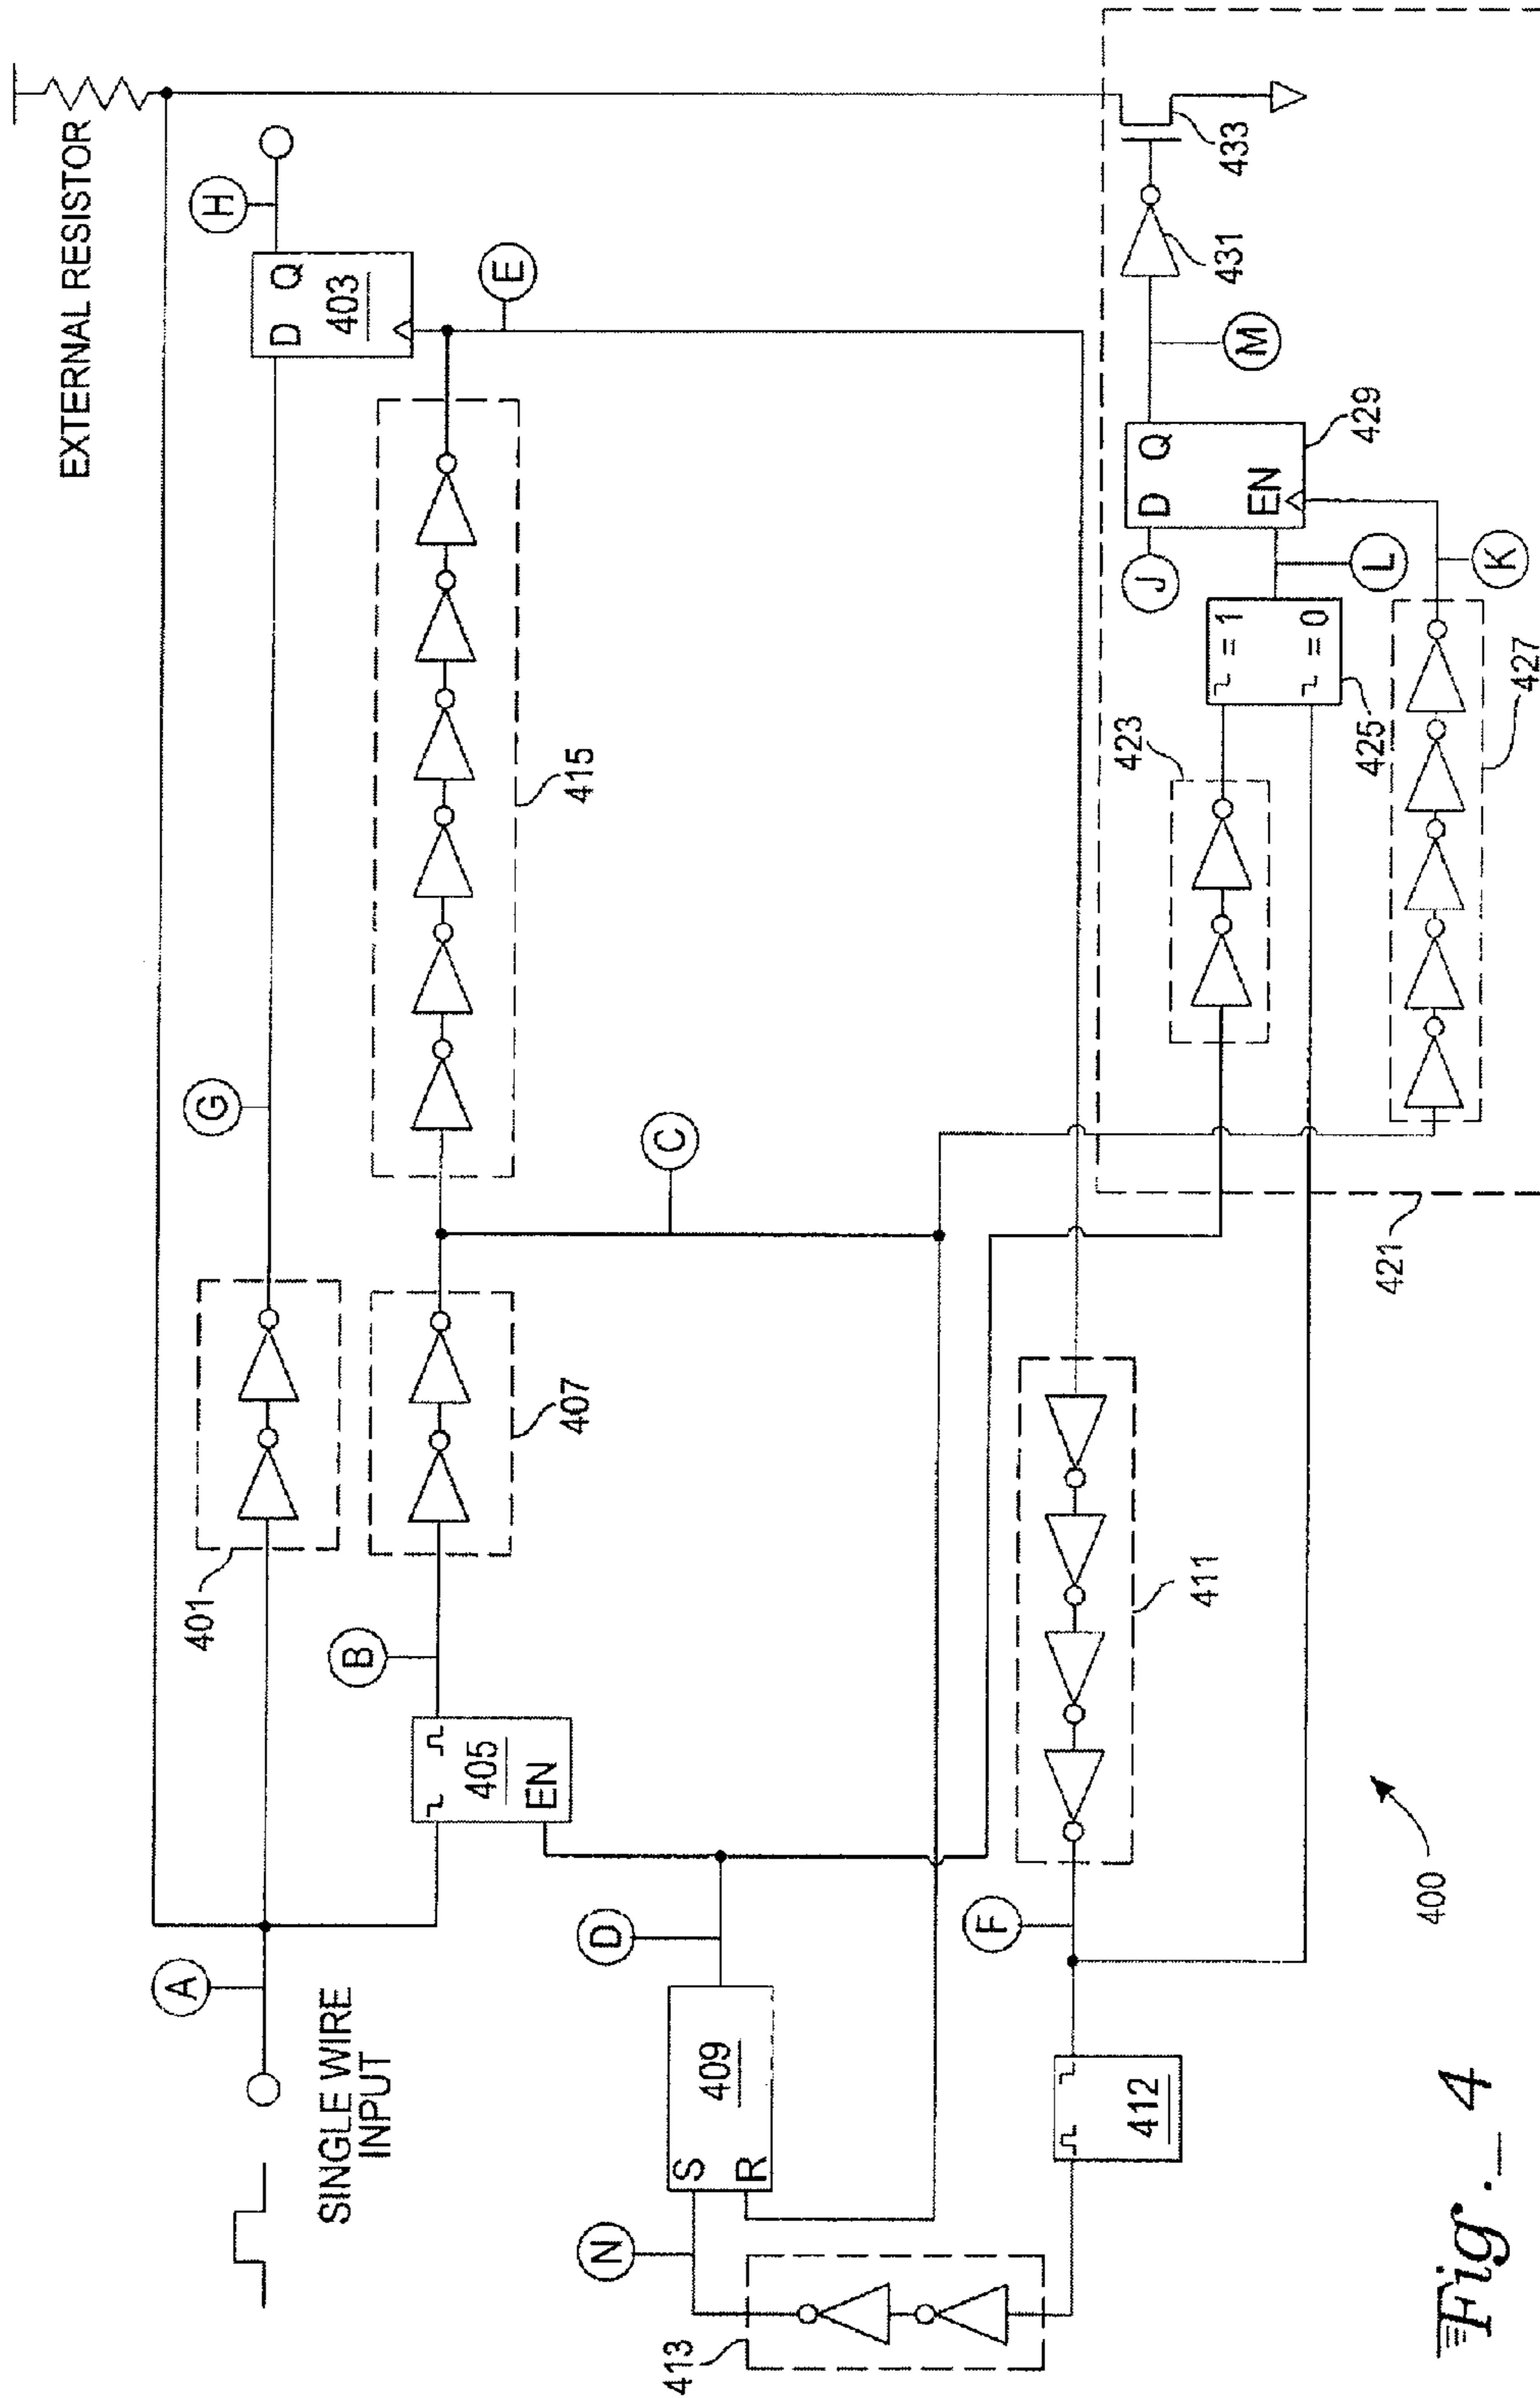 EXTERNAL RESISTOR
H
D Q
403
E
G
415
401
407
C
B
405
EN
A
SINGLE WIRE
INPUT
D
409
S
R
N
413
F
411
412
421
423
= 1
= 0
425
427
J
L
K
D Q
EN
429
M
431
433
400
Fig._ 4